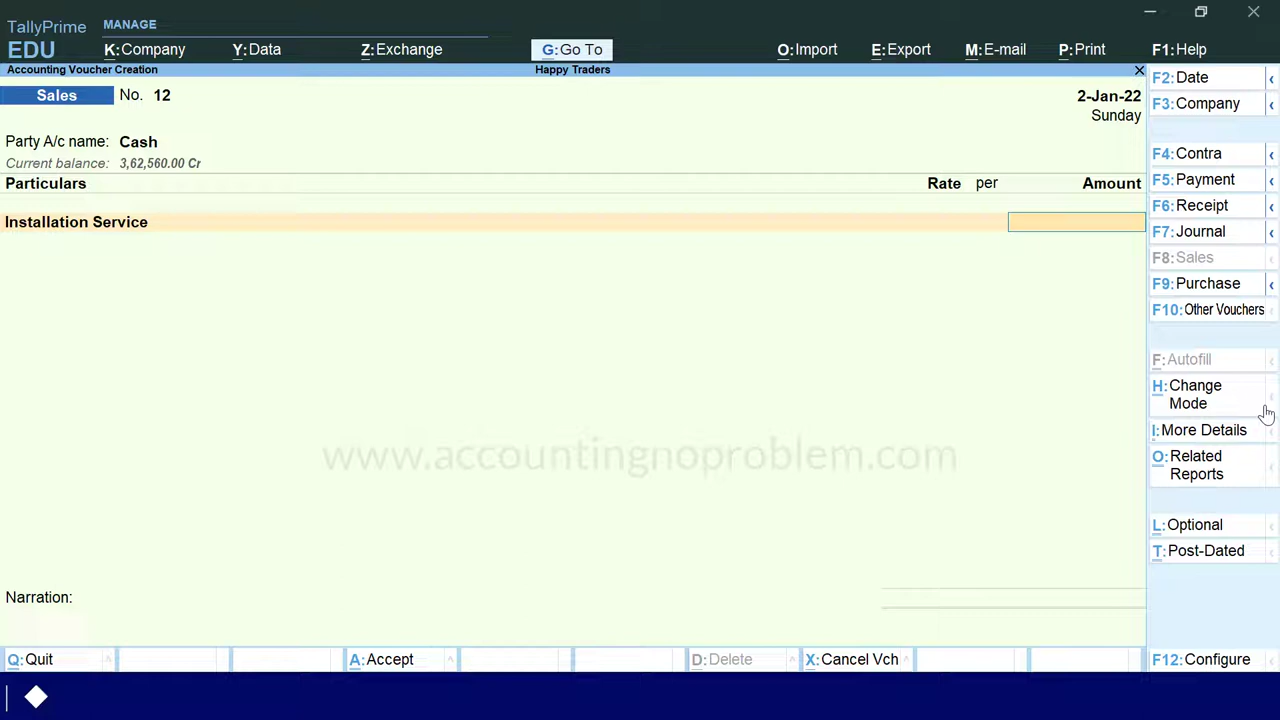 TallyPrime
EDU
MANAGE
K:Company
Y:Data
Z:Exchange
G:Go To
O:Import
E:Export
M:E-mail
P:Print
F1:Help
Accounting Voucher Creation
Happy Traders
Sales
No. 12
2-Jan-22
Sunday
Party A/c name: Cash
Current balance: 3,62,560.00 Cr
Particulars
Rate per
Amount
Installation Service
www.accountingnoproblem.com
Narration:
F2:Date
F3:Company
F4:Contra
F5:Payment
F6:Receipt
F7:Journal
F8:Sales
F9:Purchase
F10:Other Vouchers
F:Autofill
H:Change
Mode
I:More Details
O:Related
Reports
L:Optional
T:Post-Dated
Q:Quit
A:Accept
D:Delete
X:Cancel Vch
F12:Configure